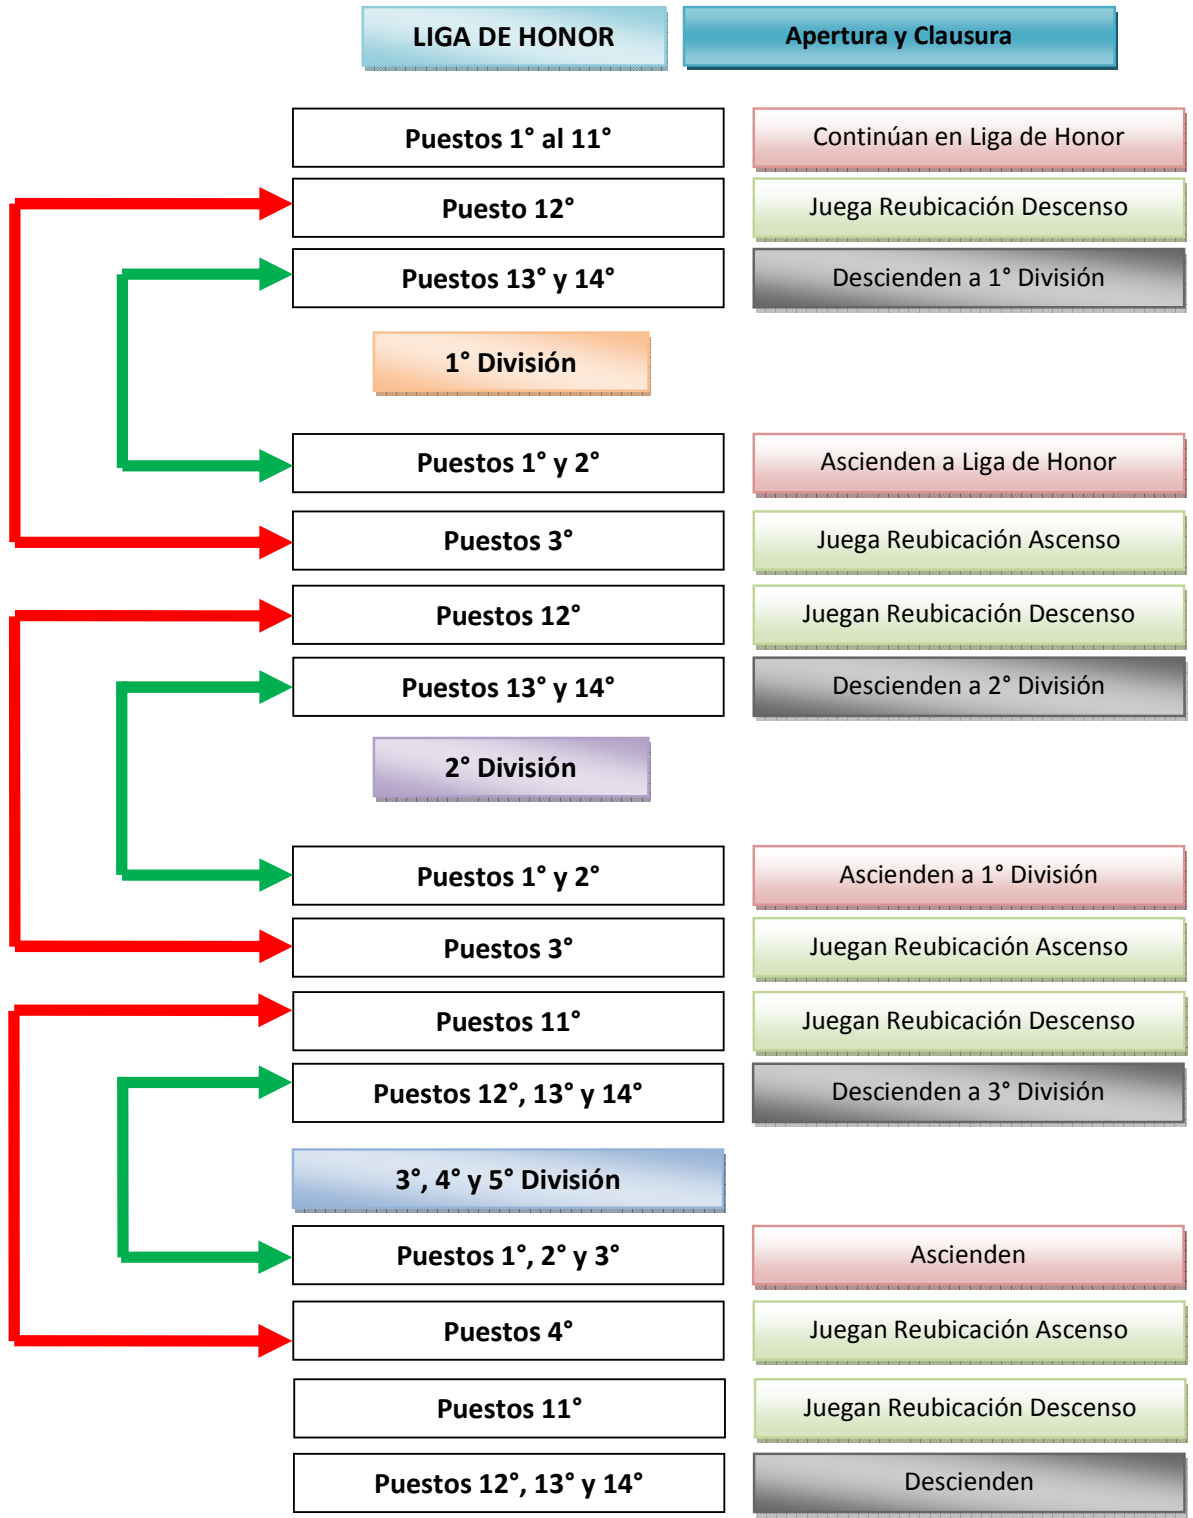 LIGA DE HONOR Apertura y Clausura
Puestos 1° al 11° Continúan en Liga de Honor
Puesto 12° Juega Reubicación Descenso
Puestos 13° y 14° Descienden a 1° División
1° División
Puestos 1° y 2° Ascienden a Liga de Honor
Puestos 3° Juega Reubicación Ascenso
Puestos 12° Juegan Reubicación Descenso
Puestos 13° y 14° Descienden a 2° División
2° División
Puestos 1° y 2° Ascienden a 1° División
Puestos 3° Juegan Reubicación Ascenso
Puestos 11° Juegan Reubicación Descenso
Puestos 12°, 13° y 14° Descienden a 3° División
3°, 4° y 5° División
Puestos 1°, 2° y 3° Ascienden
Puestos 4° Juegan Reubicación Ascenso
Puestos 11° Juegan Reubicación Descenso
Puestos 12°, 13° y 14° Descienden